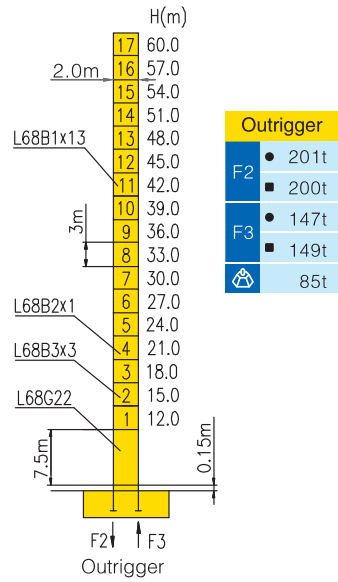 H(m)
17 60.0
16 57.0
2.0m
15 54.0
14 51.0
13 48.0
L68B1x13
12 45.0
11 42.0
10 39.0
9 36.0
3m
8 33.0
7 30.0
6 27.0
5 24.0
L68B2x1
4 21.0
3 18.0
L68B3x3
2 15.0
L68G22
1 12.0
7.5m
0.15m
F2 F3
Outrigger
Outrigger
F2 ● 201t
■ 200t
F3 ● 147t
■ 149t
85t